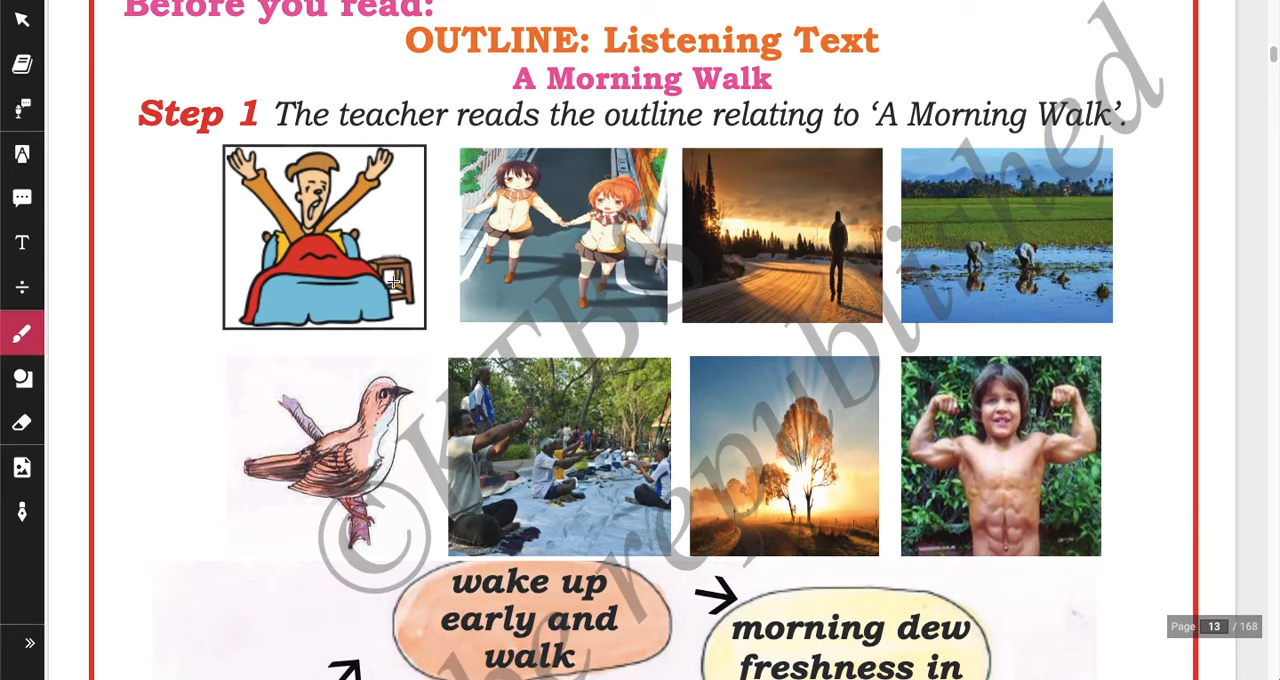 Before you read:
OUTLINE: Listening Text
A Morning Walk
Step 1 The teacher reads the outline relating to ‘A Morning Walk’.
wake up
early and
walk
morning dew
freshness in
Page 13 / 168
republished